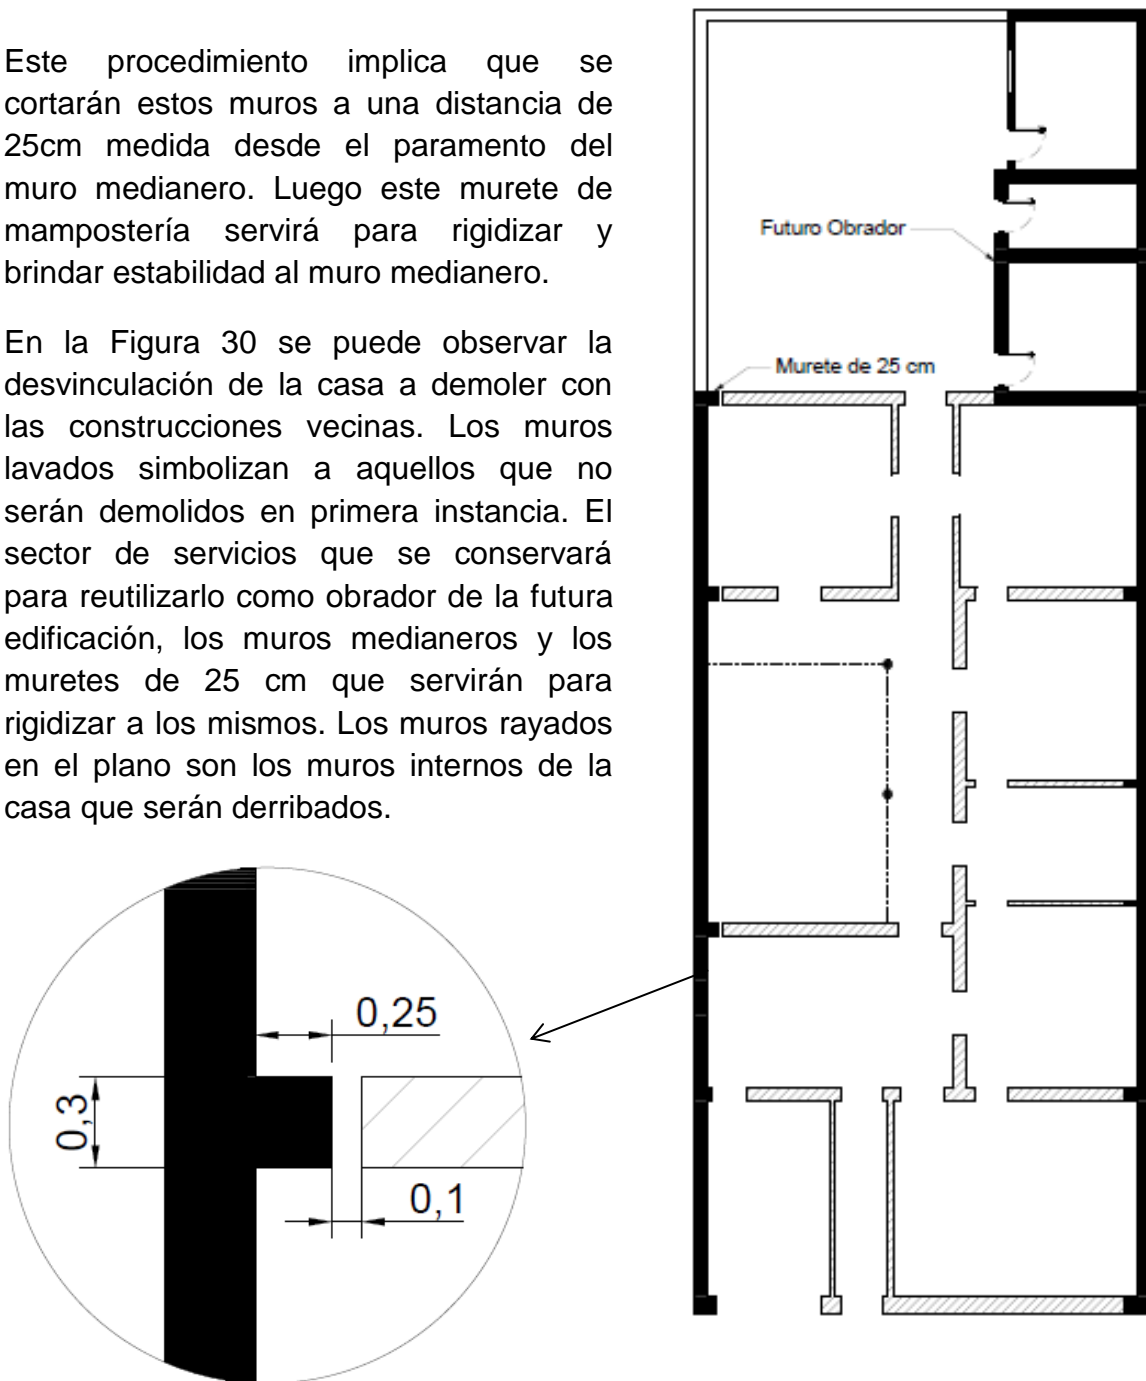 Este procedimiento implica que se
cortarán estos muros a una distancia de
25cm medida desde el paramento del
muro medianero. Luego este murete de
mampostería servirá para rigidizar y
brindar estabilidad al muro medianero.
En la Figura 30 se puede observar la
desvinculación de la casa a demoler con
las construcciones vecinas. Los muros
lavados simbolizan a aquellos que no
serán demolidos en primera instancia. El
sector de servicios que se conservará
para reutilizarlo como obrador de la futura
edificación, los muros medianeros y los
muretes de 25 cm que servirán para
rigidizar a los mismos. Los muros rayados
en el plano son los muros internos de la
casa que serán derribados.
Futuro Obrador
Murete de 25 cm
0,25
0,3
0,1